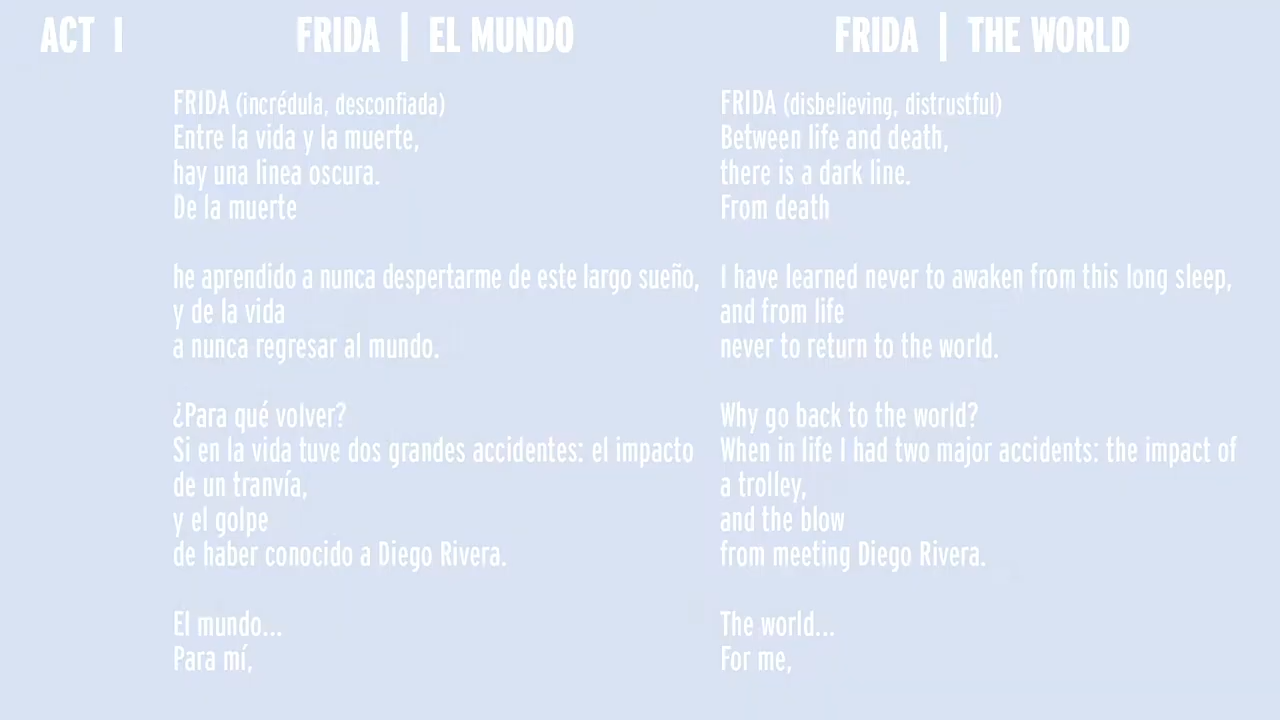 ACT I
FRIDA | EL MUNDO
FRIDA (incrédula, desconfiada)
Entre la vida y la muerte,
hay una linea oscura.
De la muerte
he aprendido a nunca despertarme de este largo sueño,
y de la vida
a nunca regresar al mundo.
¿Para qué volver?
Si en la vida tuve dos grandes accidentes: el impacto
de un tranvía,
y el golpe
de haber conocido a Diego Rivera.
El mundo...
Para mí,
FRIDA | THE WORLD
FRIDA (disbelieving, distrustful)
Between life and death,
there is a dark line.
From death
I have learned never to awaken from this long sleep,
and from life
never to return to the world.
Why go back to the world?
When in life I had two major accidents: the impact of
a trolley,
and the blow
from meeting Diego Rivera.
The world...
For me,